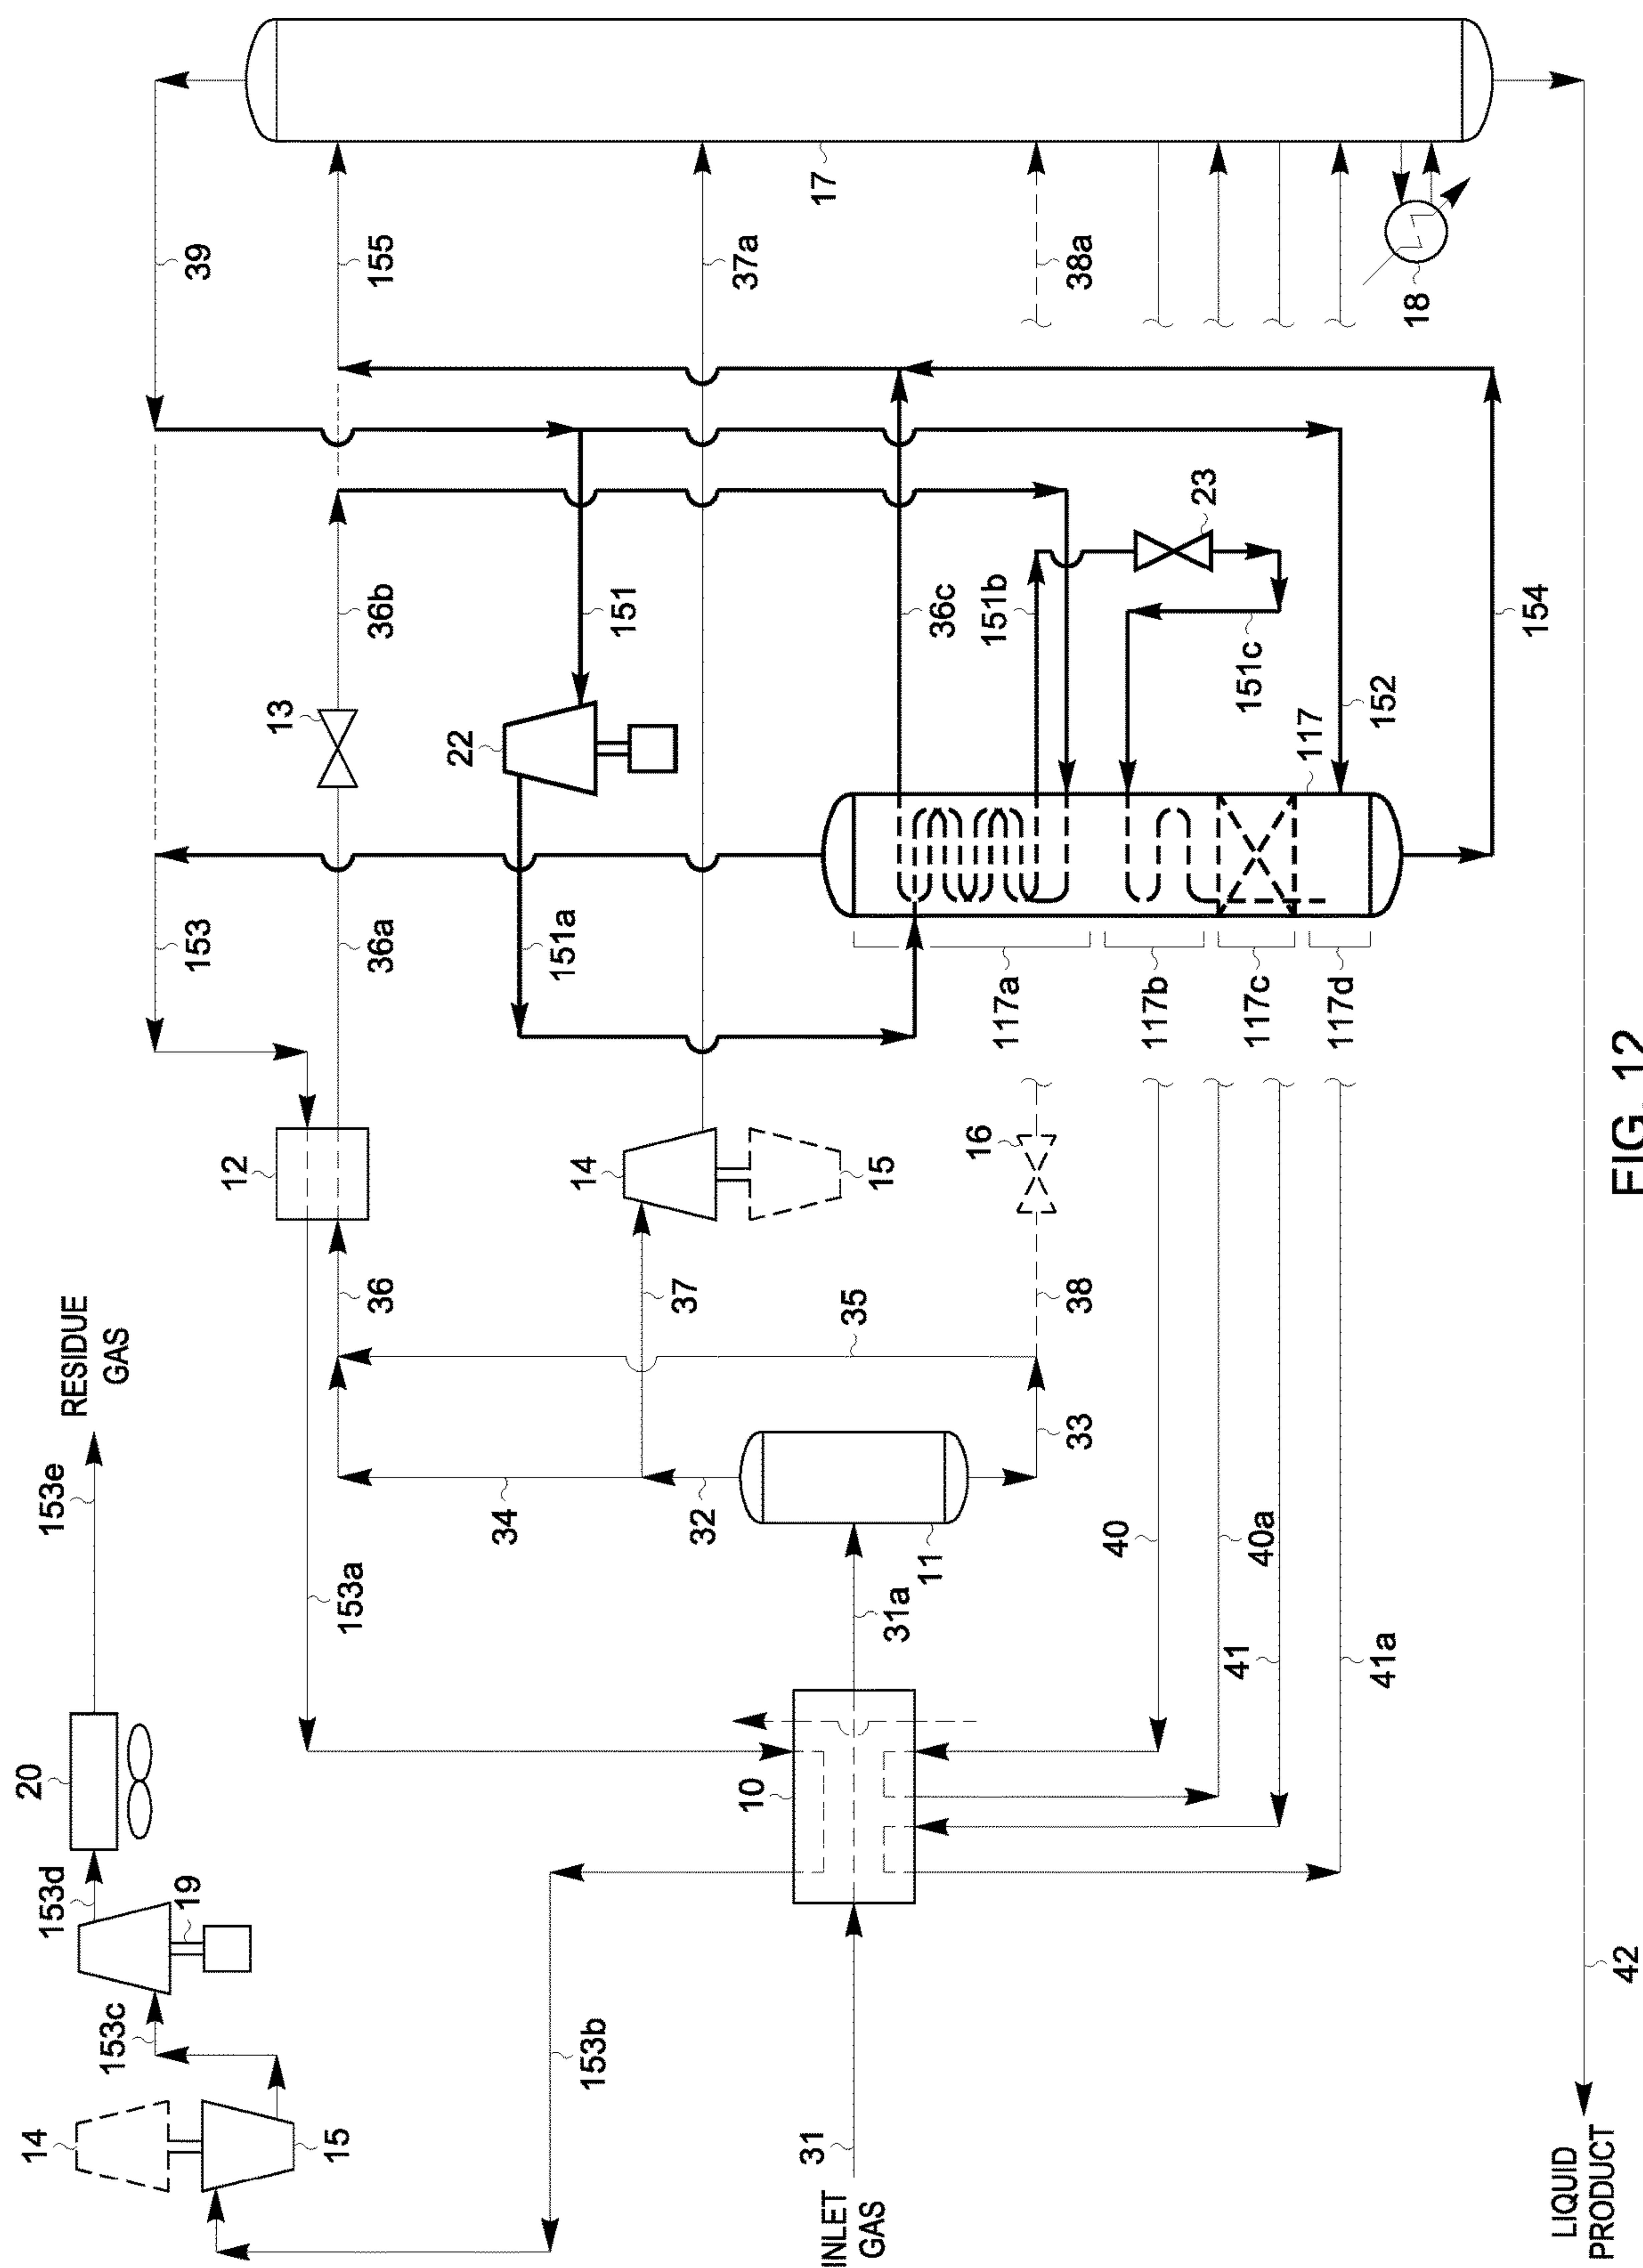 RESIDUE
GAS
153e
20
153d
19
153c
14
15
153b
153a
153
39
12
36
36a
13
36b
155
34
35
37
14
15
22
151
151a
37a
17
32
33
11
31a
10
31
INLET
GAS
38
16
38a
117a
117b
117c
117d
117
36c
151b
23
151c
152
154
40
40a
41
41a
18
42
LIQUID
PRODUCT
FIG. 12